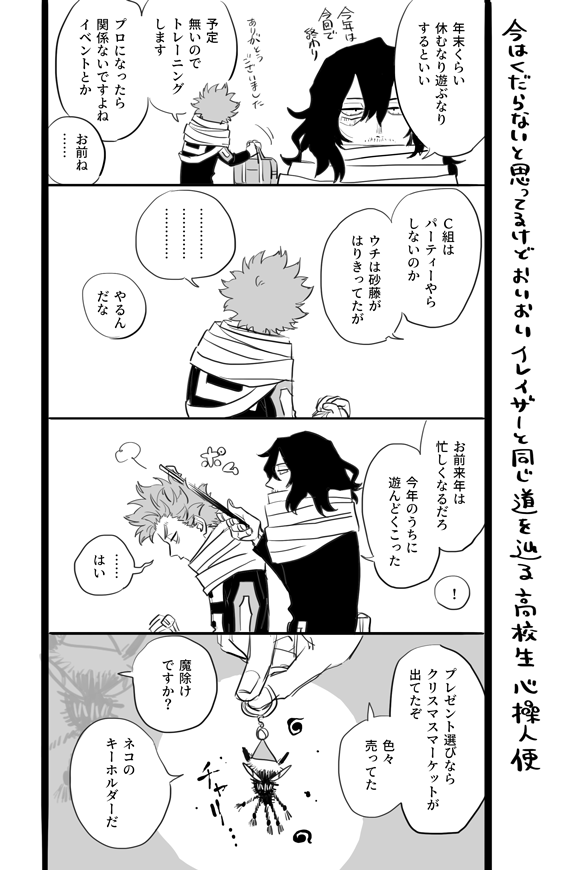 今はくだらないと思ってるけどおいおいイレイザーと同じ道を辿る高校生 心操人使
年末くらい
休むなり遊ぶなり
するといい
今年は
今回で
終わり
ありがとう
ございました
予定
無いので
トレーニング
します
プロになったら
関係ないですよね
イベントとか
お前ね
……
C組は
パーティーやら
しないのか
ウチは砂藤が
はりきってたが
…………
…………
やるん
だな
お前来年は
忙しくなるだろ
今年のうちに
遊んどくこった
!
ポム
……
はい
プレゼント選びなら
クリスマスマーケットが
出てたぞ
色々
売ってた
魔除け
ですか?
チャリ…
ネコの
キーホルダーだ